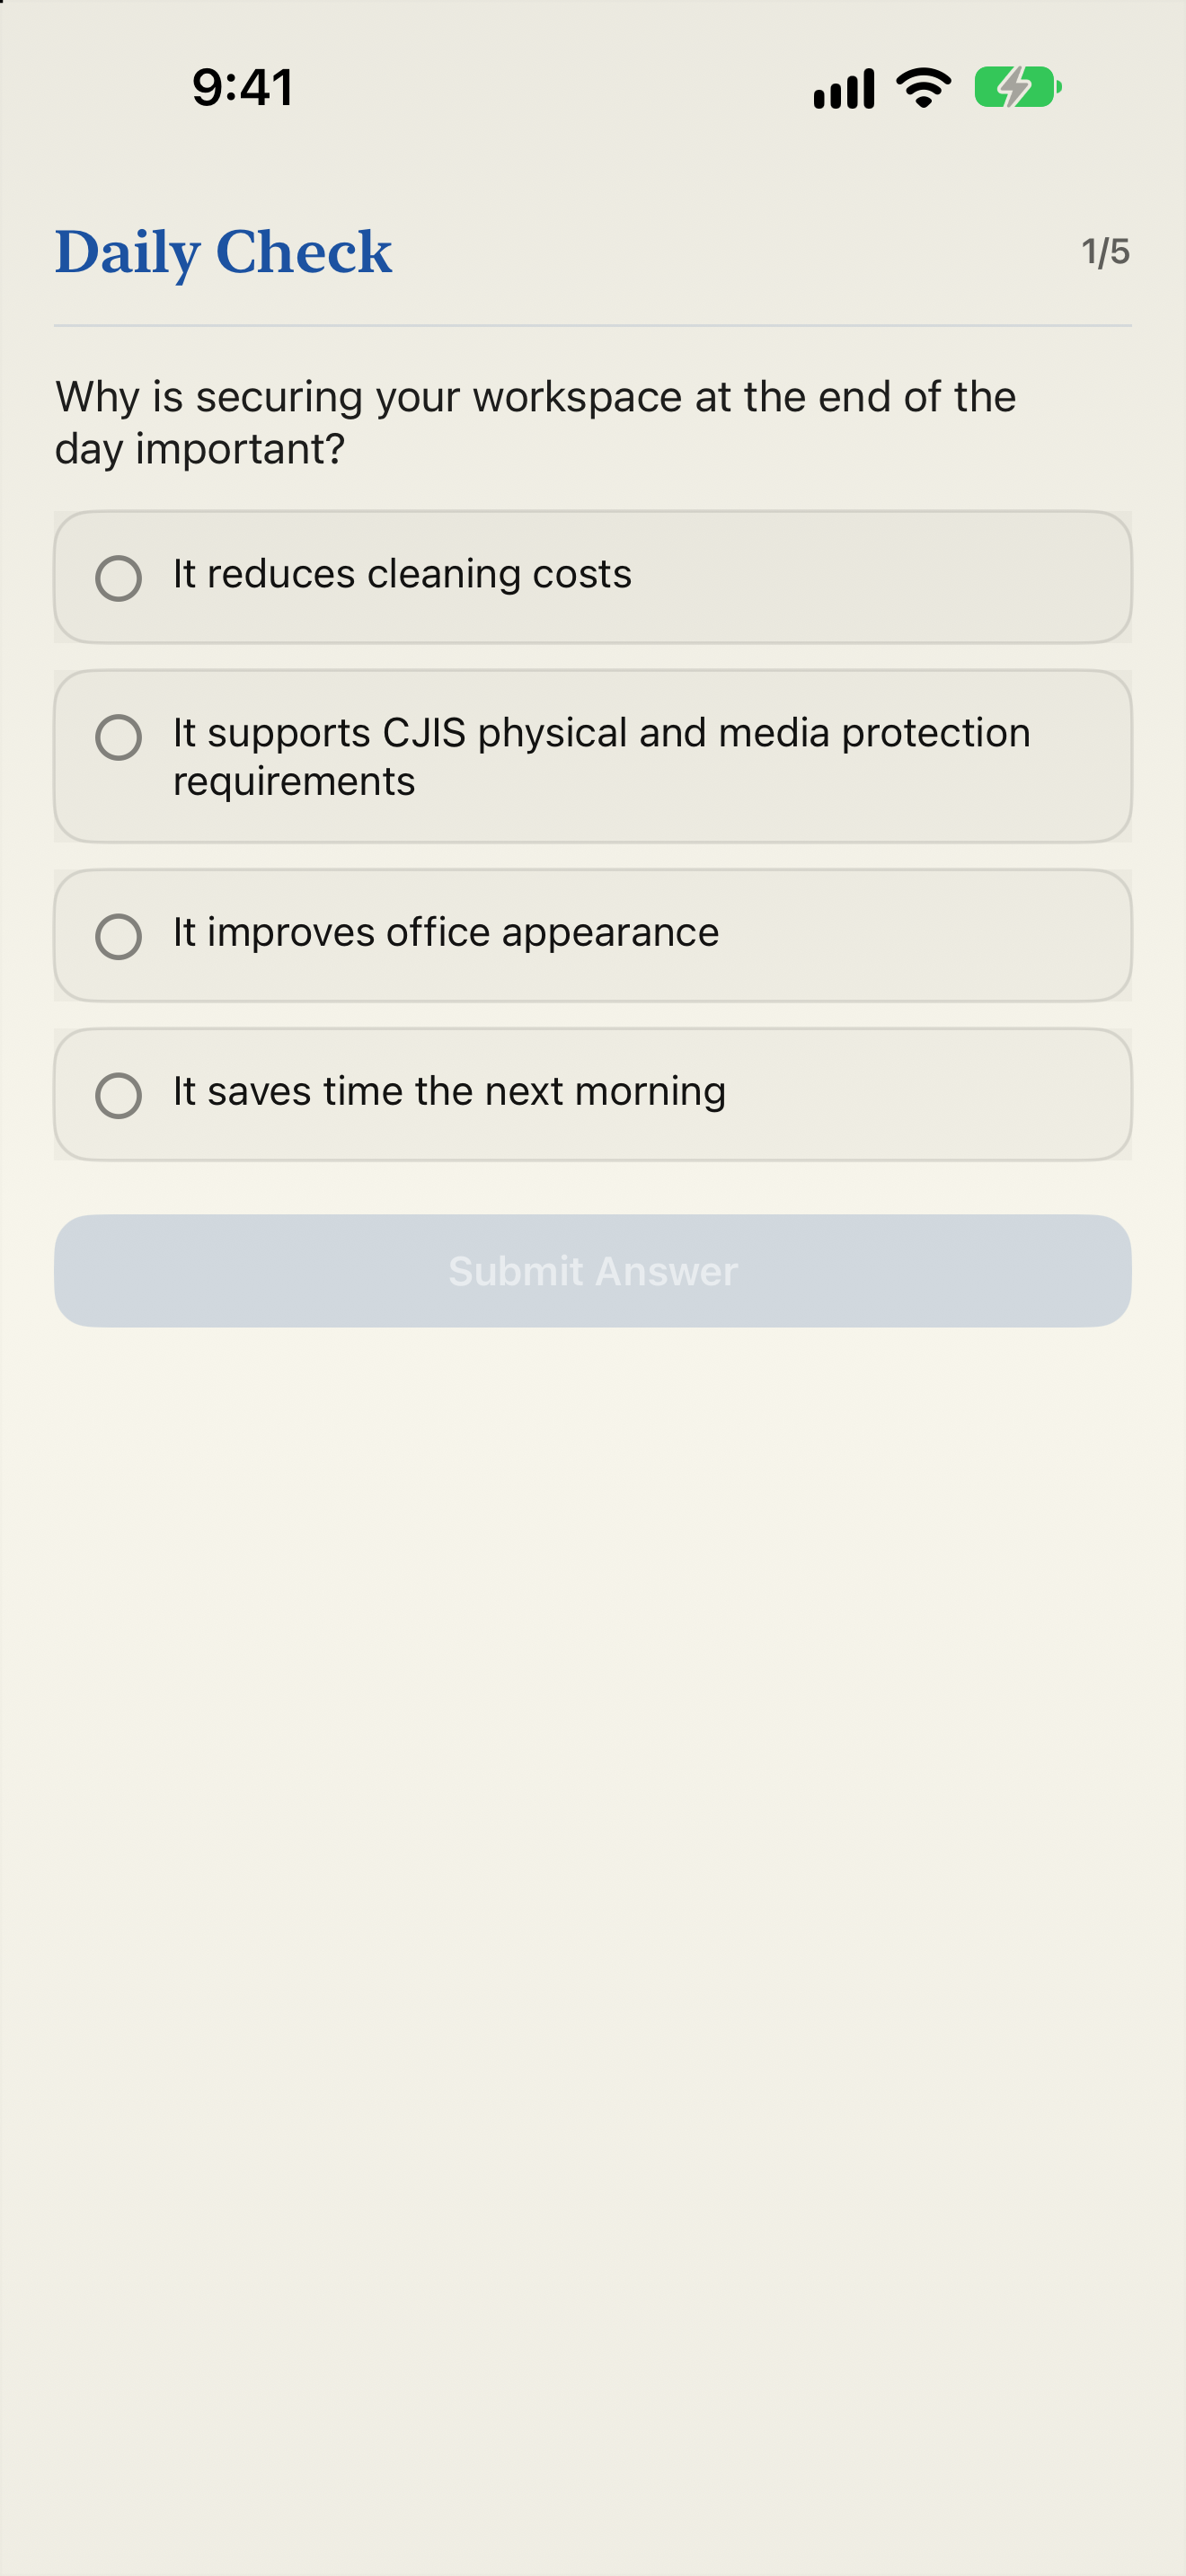 9:41
Daily Check
1/5
Why is securing your workspace at the end of the
day important?
It reduces cleaning costs
It supports CJIS physical and media protection
requirements
It improves office appearance
It saves time the next morning
Submit Answer